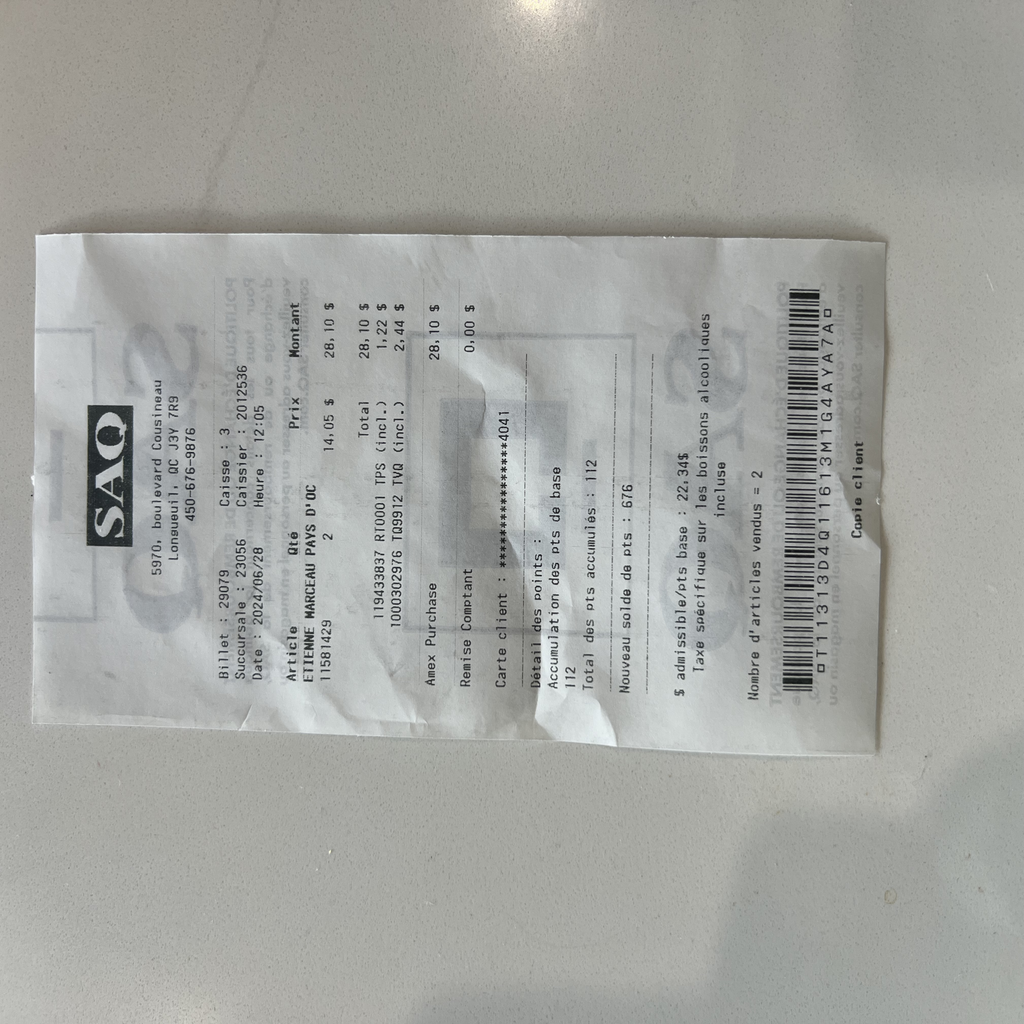 SAQ
5970, boulevard Cousineau
Longueuil, QC J3Y 7R9
450-676-9876
Billet : 29079 Caisse : 3
Succursale : 23056 Caissier : 2012536
Date : 2024/06/28 Heure : 12:05
Article Qté Prix Montant
ETIENNE MARCEAU PAYS D'OC
11581429 2 14,05 $ 28,10 $
Total 28,10 $
119433837 RT0001 TPS (incl.) 1,22 $
1000302976 TQ9912 TVQ (incl.) 2,44 $
Amex Purchase 28,10 $
Remise Comptant 0,00 $
Carte client : ***************4041
Détail des points :
Accumulation des pts de base
112
Total des pts accumulés : 112
Nouveau solde de pts : 676
$ admissible/pts base : 22,34$
Taxe spécifique sur les boissons alcooliques
incluse
Nombre d'articles vendus = 2
¤T1313D4Q11613M1G4AYA7A¤
Copie client